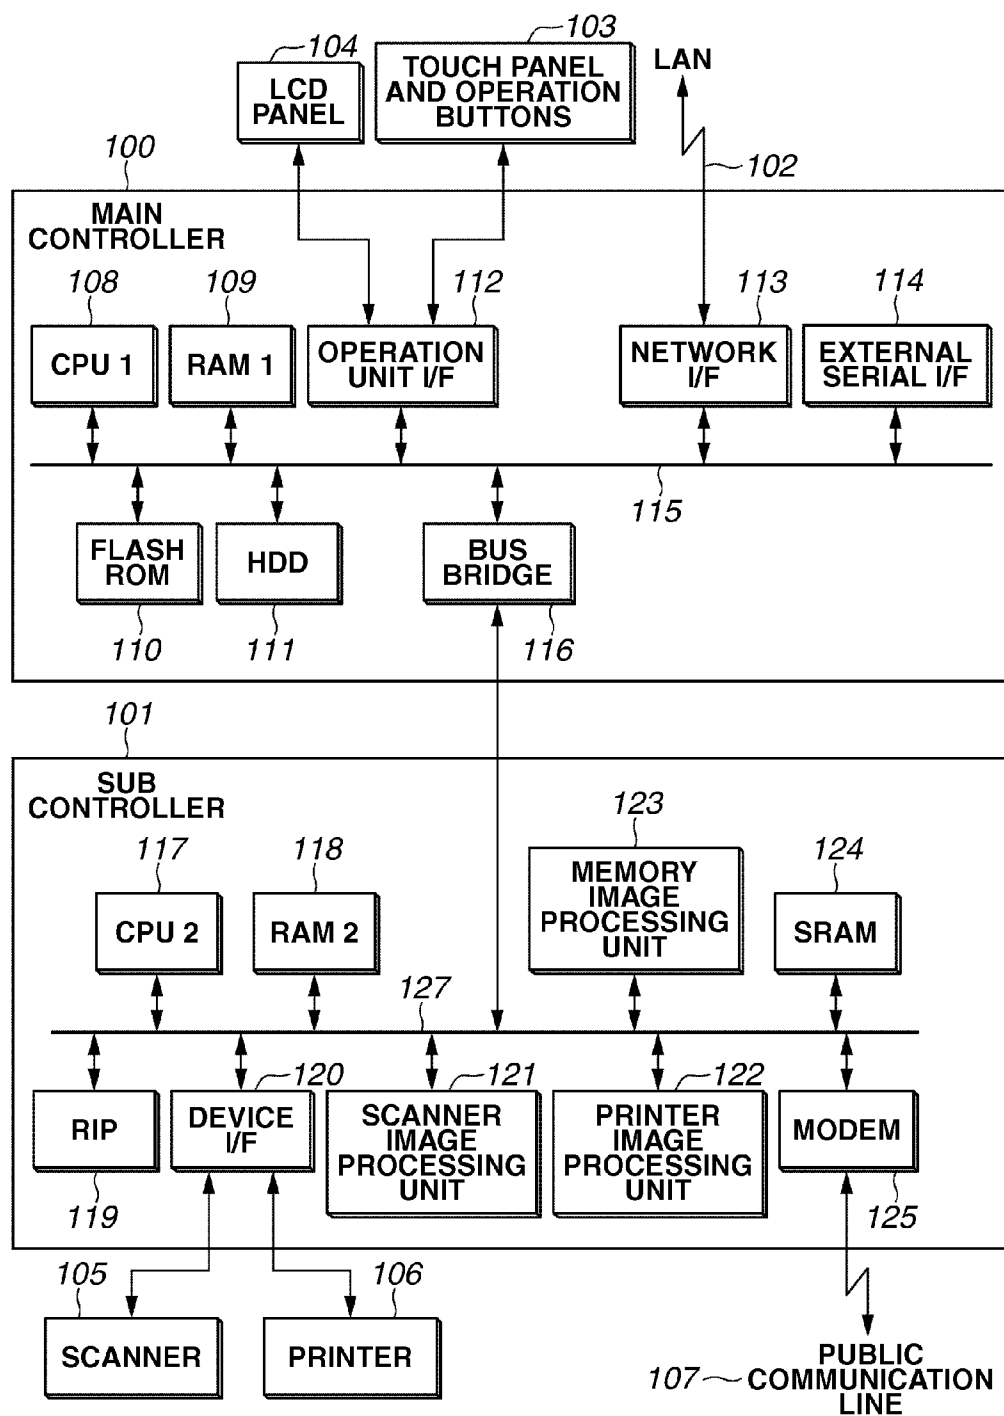 104
103
LCD
PANEL
TOUCH PANEL
AND OPERATION
BUTTONS
LAN
100
102
MAIN
CONTROLLER
108
109
112
113
114
CPU 1
RAM 1
OPERATION
UNIT I/F
NETWORK
I/F
EXTERNAL
SERIAL I/F
115
FLASH
ROM
HDD
BUS
BRIDGE
110
111
116
101
SUB
CONTROLLER
117
118
123
124
CPU 2
RAM 2
MEMORY
IMAGE
PROCESSING
UNIT
SRAM
127
120
121
122
RIP
DEVICE
I/F
SCANNER
IMAGE
PROCESSING
UNIT
PRINTER
IMAGE
PROCESSING
UNIT
MODEM
119
125
105
106
SCANNER
PRINTER
107
PUBLIC
COMMUNICATION
LINE